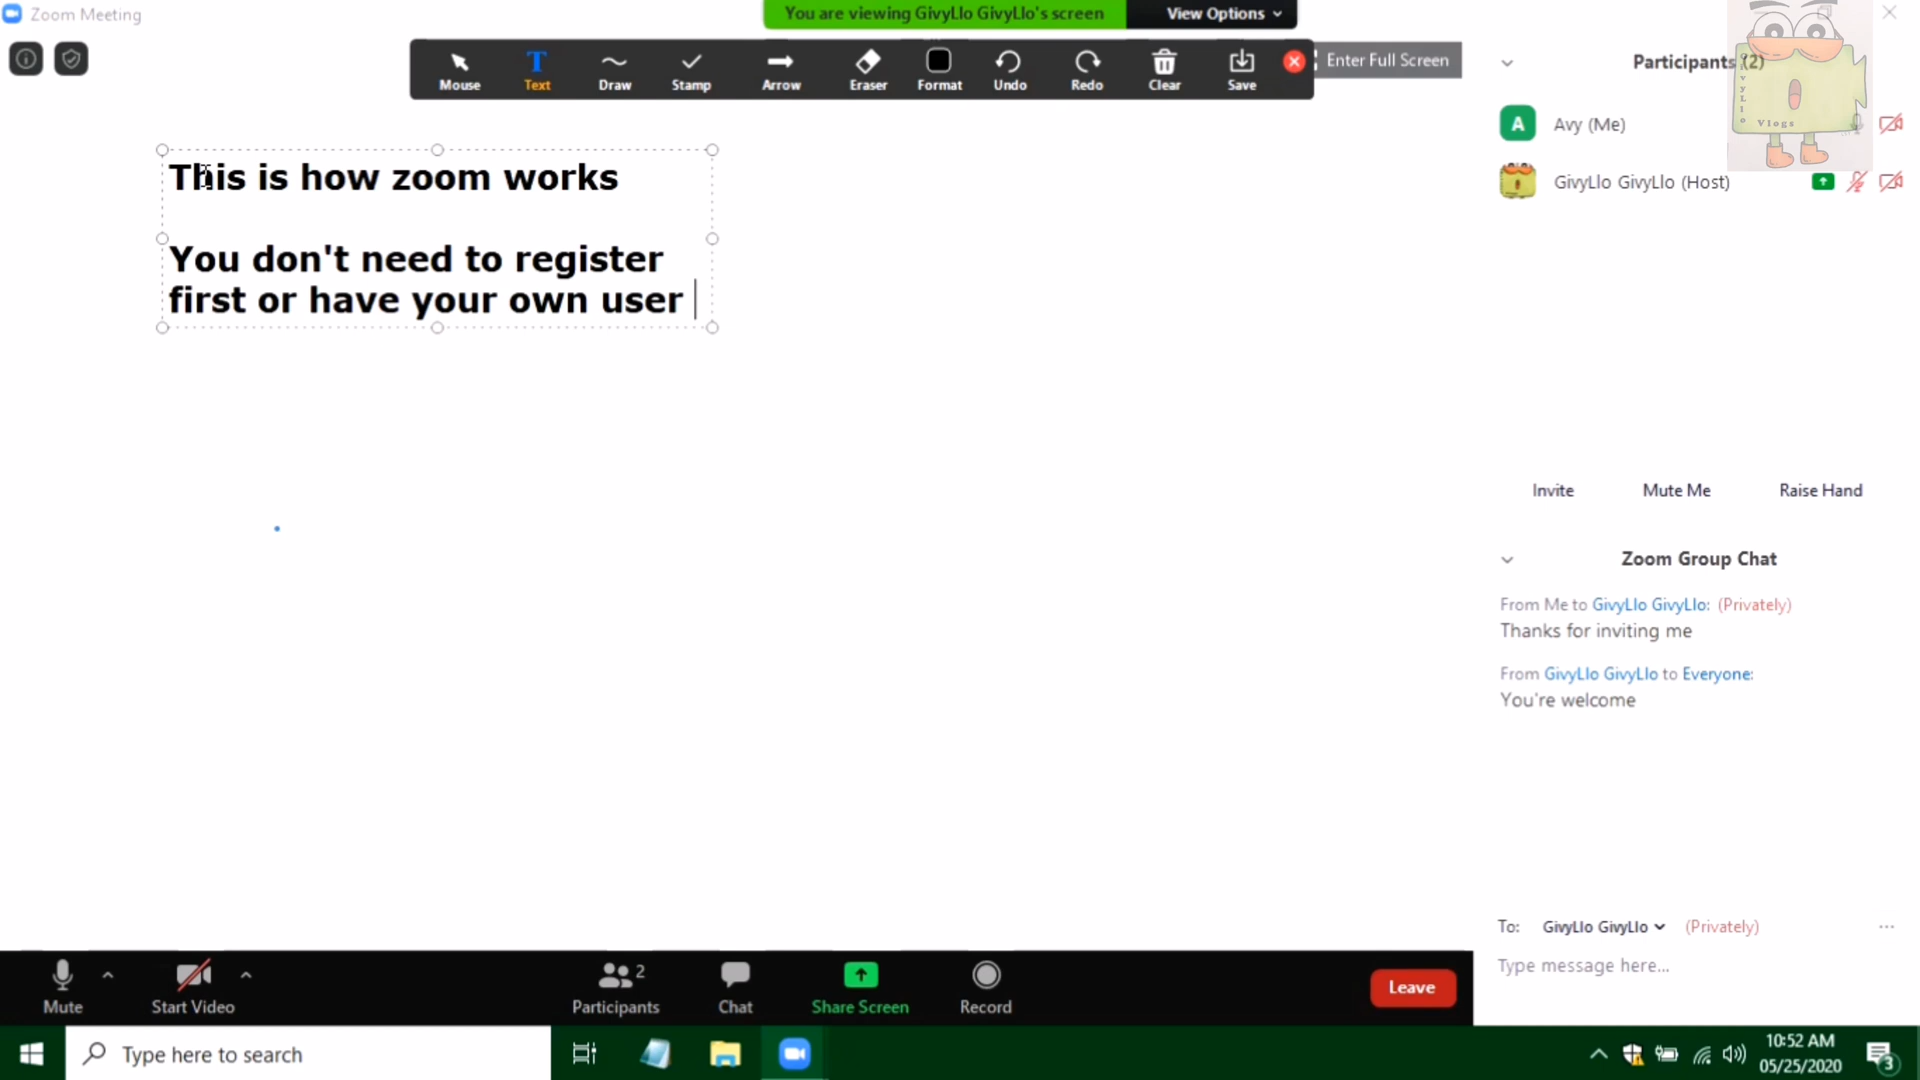 Zoom Meeting
You are viewing GivyLlo GivyLlo's screen
View Options
Mouse
Text
Draw
Stamp
Arrow
Eraser
Format
Undo
Redo
Clear
Save
Enter Full Screen
This is how zoom works
You don't need to register
first or have your own user
Participants (2)
GivyLlo
Vlogs
A
Avy (Me)
GivyLlo GivyLlo (Host)
Invite
Mute Me
Raise Hand
Zoom Group Chat
From Me to GivyLlo GivyLlo: (Privately)
Thanks for inviting me
From GivyLlo GivyLlo to Everyone:
You're welcome
To: GivyLlo GivyLlo (Privately)
Type message here...
Mute
Start Video
2
Participants
Chat
Share Screen
Record
Leave
Type here to search
10:52 AM
05/25/2020
3